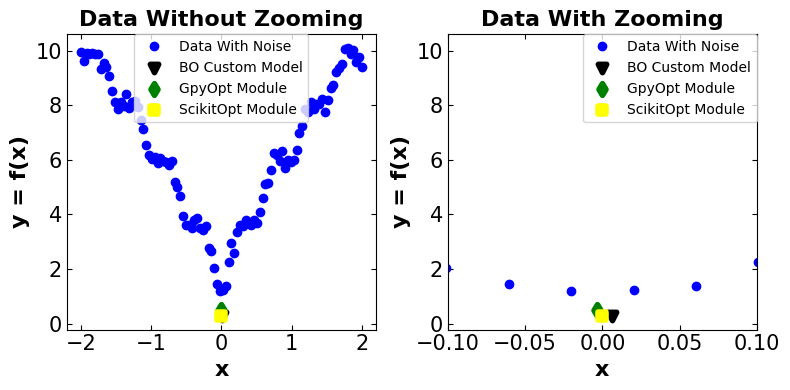 Data Without Zooming
Data With Noise
BO Custom Model
GpyOpt Module
ScikitOpt Module
y = f(x)
10
8
6
4
2
0
−2
−1
0
1
2
x
Data With Zooming
Data With Noise
BO Custom Model
GpyOpt Module
ScikitOpt Module
y = f(x)
10
8
6
4
2
0
−0.10
−0.05
0.00
0.05
0.10
x